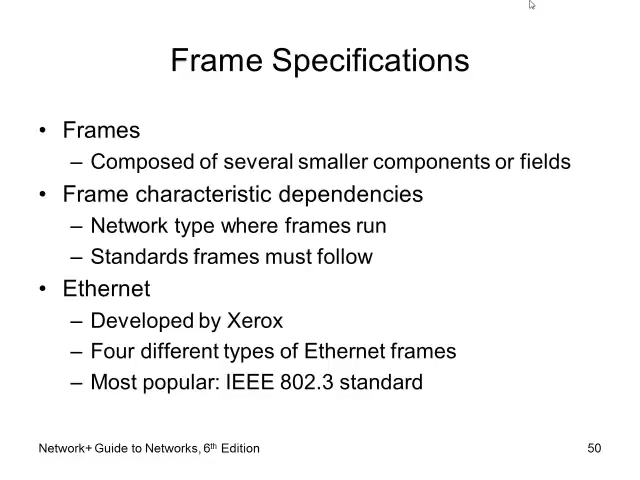 Frame Specifications
• Frames
– Composed of several smaller components or fields
• Frame characteristic dependencies
– Network type where frames run
– Standards frames must follow
• Ethernet
– Developed by Xerox
– Four different types of Ethernet frames
– Most popular: IEEE 802.3 standard
Network+ Guide to Networks, 6th Edition 50